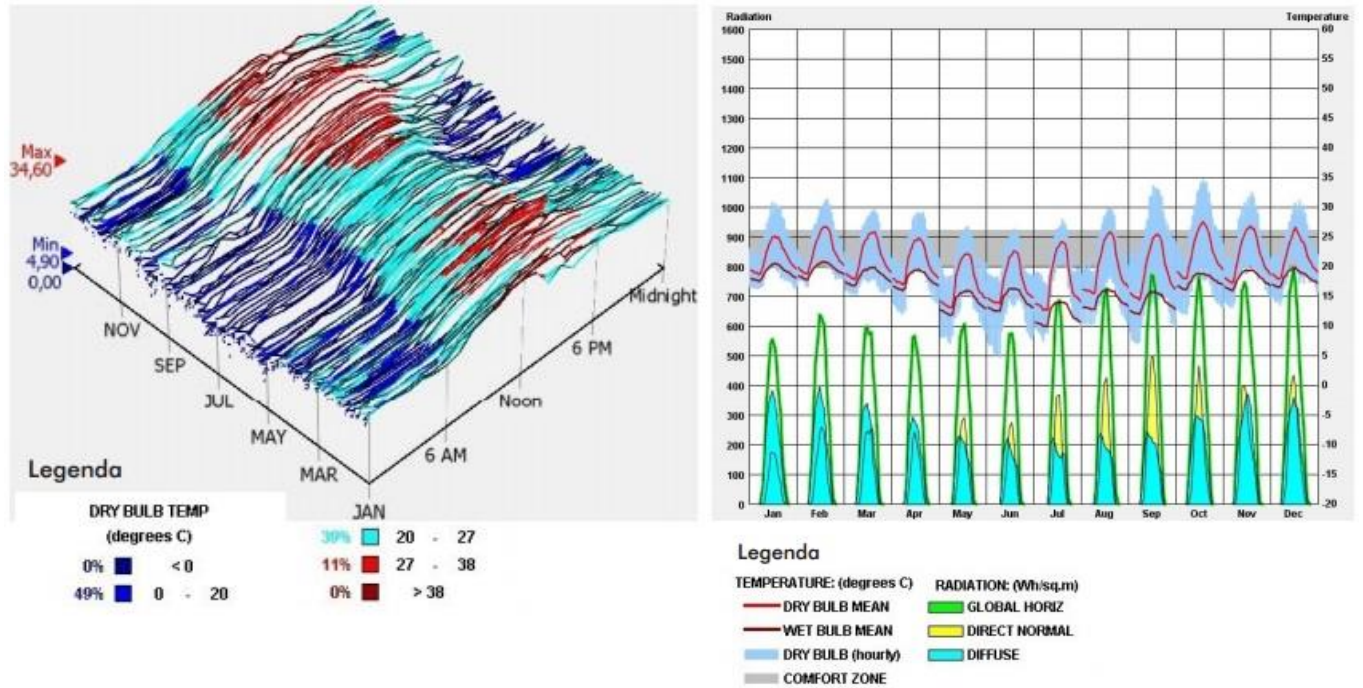 Max
34,60
Min
4,90
0,00
NOV
SEP
JUL
MAY
MAR
JAN
6 AM
Noon
6 PM
Midnight
Legenda
DRY BULB TEMP
(degrees C)
0% < 0
49% 0 - 20
39% 20 - 27
11% 27 - 38
0% > 38
Radiation Temperature
1600 60
1500 55
1400 50
1300 45
1200 40
1100 35
1000 30
900 25
800 20
700 15
600 10
500 5
400 0
300 -5
200 -10
100 -15
0 -20
Jan Feb Mar Apr May Jun Jul Aug Sep Oct Nov Dec
Legenda
TEMPERATURE: (degrees C) RADIATION: (Wh/sq.m)
DRY BULB MEAN GLOBAL HORIZ
WET BULB MEAN DIRECT NORMAL
DRY BULB (hourly) DIFFUSE
COMFORT ZONE